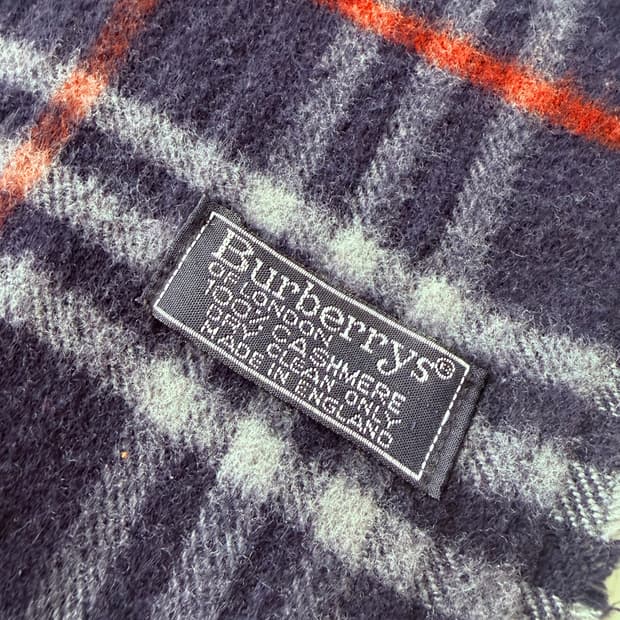 Burberrys®
OF LONDON
100% CASHMERE
DRY CLEAN ONLY
MADE IN ENGLAND